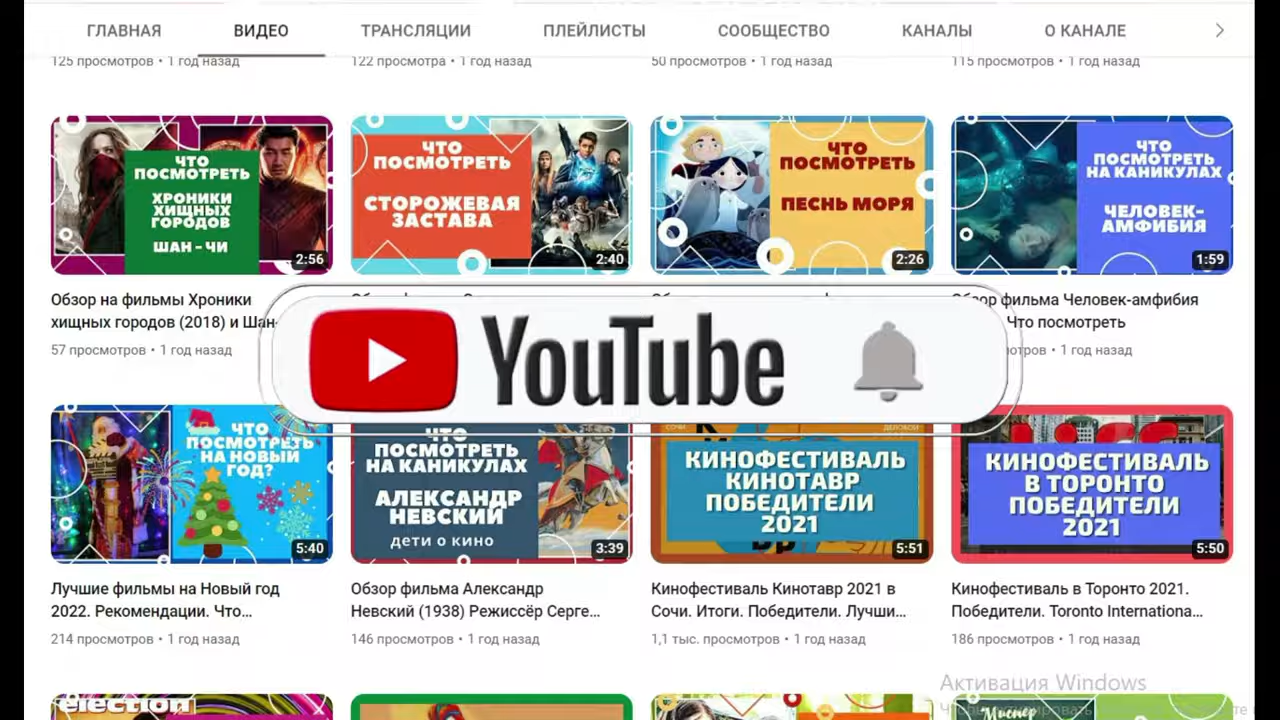 ГЛАВНАЯ ВИДЕО ТРАНСЛЯЦИИ ПЛЕЙЛИСТЫ СООБЩЕСТВО КАНАЛЫ О КАНАЛЕ
125 просмотров • 1 год назад
122 просмотра • 1 год назад
50 просмотров • 1 год назад
115 просмотров • 1 год назад
ЧТО
ПОСМОТРЕТЬ
ХРОНИКИ
ХИЩНЫХ
ГОРОДОВ
ШАН - ЧИ
2:56
ЧТО
ПОСМОТРЕТЬ
СТОРОЖЕВАЯ
ЗАСТАВА
2:40
ЧТО
ПОСМОТРЕТЬ
ПЕСНЬ МОРЯ
2:26
ЧТО
ПОСМОТРЕТЬ
НА КАНИКУЛАХ
ЧЕЛОВЕК-
АМФИБИЯ
1:59
Обзор на фильмы Хроники
хищных городов (2018) и Шан-
57 просмотров • 1 год назад
фильма Человек-амфибия
Что посмотреть
1 год назад
YouTube
ЧТО
ПОСМОТРЕТЬ
НА НОВЫЙ
ГОД?
5:40
ЧТО
ПОСМОТРЕТЬ
НА КАНИКУЛАХ
АЛЕКСАНДР
НЕВСКИЙ
дети о кино
3:39
СОЧИ ДЕЛОВОЙ
КИНОФЕСТИВАЛЬ
КИНОТАВР
ПОБЕДИТЕЛИ
2021
5:51
КИНОФЕСТИВАЛЬ
В ТОРОНТО
ПОБЕДИТЕЛИ
2021
5:50
Лучшие фильмы на Новый год
2022. Рекомендации. Что...
214 просмотров • 1 год назад
Обзор фильма Александр
Невский (1938) Режиссёр Серге...
146 просмотров • 1 год назад
Кинофестиваль Кинотавр 2021 в
Сочи. Итоги. Победители. Лучши...
1,1 тыс. просмотров • 1 год назад
Кинофестиваль в Торонто 2021.
Победители. Toronto Internationa...
186 просмотров • 1 год назад
Активация Windows
election
Мистер